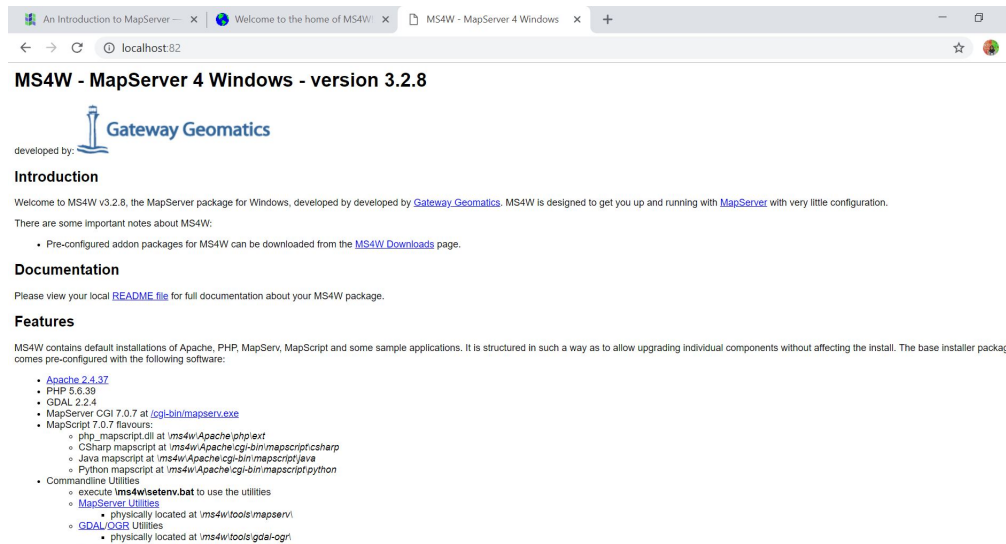 An Introduction to MapServer —
Welcome to the home of MS4W!
MS4W - MapServer 4 Windows
localhost:82
MS4W - MapServer 4 Windows - version 3.2.8
Gateway Geomatics
developed by:
Introduction
Welcome to MS4W v3.2.8, the MapServer package for Windows, developed by developed by Gateway Geomatics. MS4W is designed to get you up and running with MapServer with very little configuration.
There are some important notes about MS4W:
• Pre-configured addon packages for MS4W can be downloaded from the MS4W Downloads page.
Documentation
Please view your local README file for full documentation about your MS4W package.
Features
MS4W contains default installations of Apache, PHP, MapServ, MapScript and some sample applications. It is structured in such a way as to allow upgrading individual components without affecting the install. The base installer packag
comes pre-configured with the following software:
• Apache 2.4.37
• PHP 5.6.39
• GDAL 2.2.4
• MapServer CGI 7.0.7 at /cgi-bin/mapserv.exe
• MapScript 7.0.7 flavours:
php_mapscript.dll at \ms4w\Apache\php\ext
CSharp mapscript at \ms4w\Apache\cgi-bin\mapscript\csharp
Java mapscript at \ms4w\Apache\cgi-bin\mapscript\java
Python mapscript at \ms4w\Apache\cgi-bin\mapscript\python
• Commandline Utilities
execute \ms4w\setenv.bat to use the utilities
MapServer Utilities
physically located at \ms4w\tools\mapserv\
GDAL/OGR Utilities
physically located at \ms4w\tools\gdal-ogr\